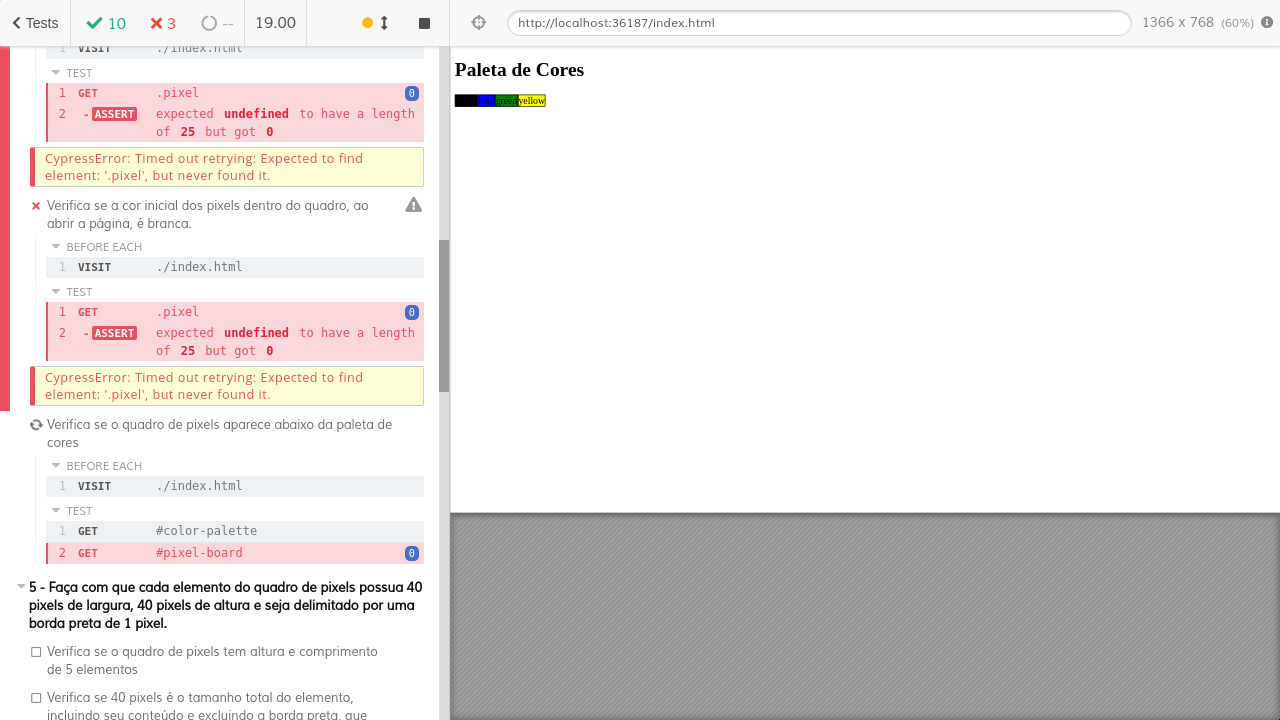 Tests 10 3 -- 19.00
http://localhost:36187/index.html 1366 x 768 (60%)
1 VISIT ./index.html
TEST
1 GET .pixel 0
2 - ASSERT expected undefined to have a length
of 25 but got 0
CypressError: Timed out retrying: Expected to find
element: '.pixel', but never found it.
Verifica se a cor inicial dos pixels dentro do quadro, ao
abrir a página, é branca.
BEFORE EACH
1 VISIT ./index.html
TEST
1 GET .pixel 0
2 - ASSERT expected undefined to have a length
of 25 but got 0
CypressError: Timed out retrying: Expected to find
element: '.pixel', but never found it.
Verifica se o quadro de pixels aparece abaixo da paleta de
cores
BEFORE EACH
1 VISIT ./index.html
TEST
1 GET #color-palette
2 GET #pixel-board 0
5 - Faça com que cada elemento do quadro de pixels possua 40
pixels de largura, 40 pixels de altura e seja delimitado por uma
borda preta de 1 pixel.
Verifica se o quadro de pixels tem altura e comprimento
de 5 elementos
Verifica se 40 pixels é o tamanho total do elemento,
incluindo seu conteúdo e excluindo a borda preta, que
Paleta de Cores
blue green yellow